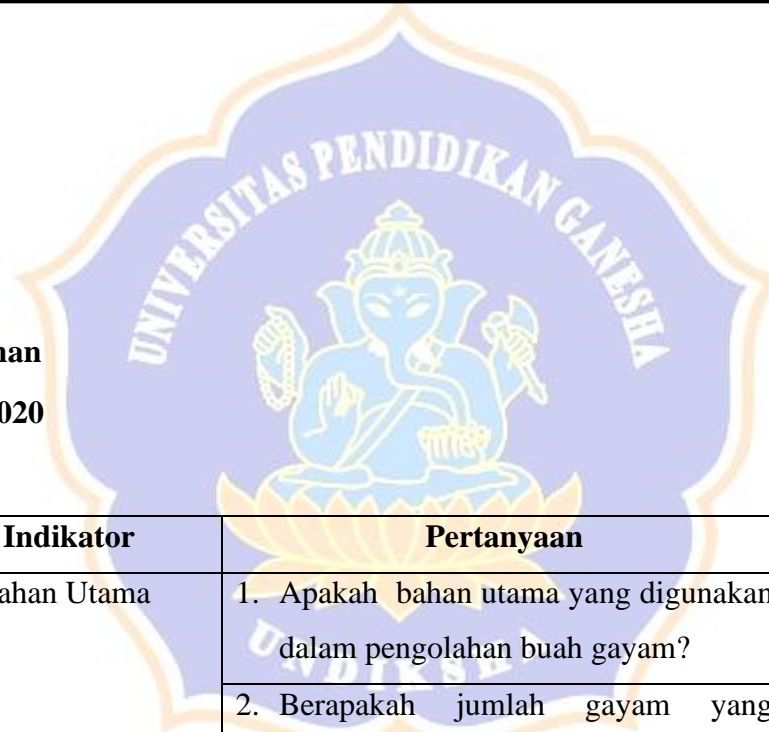 UNIVERSITAS PENDIDIKAN GANESHA
nan
020
Indikator
Pertanyaan
ahan Utama
1. Apakah bahan utama yang digunakan
dalam pengolahan buah gayam?
UNDIKSHA
2. Berapakah jumlah gayam yang